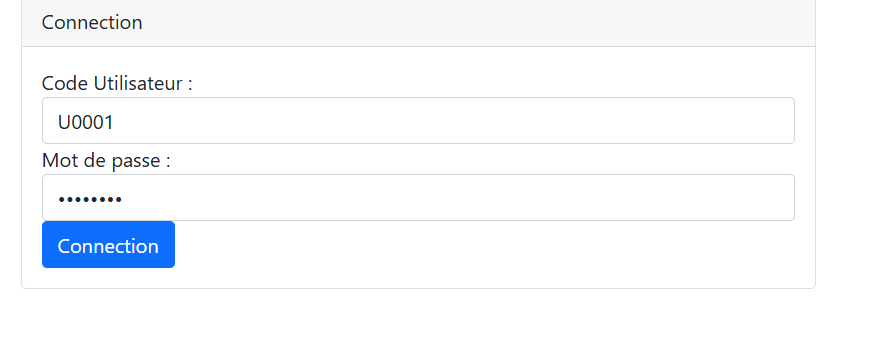 Connection
Code Utilisateur :
U0001
Mot de passe :
••••••••
Connection